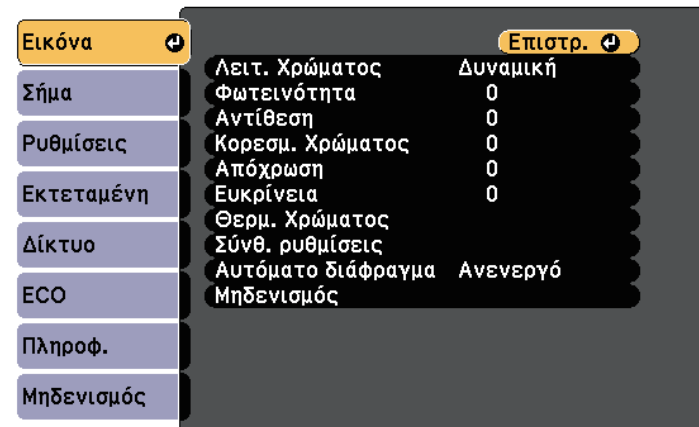 Εικόνα
Σήμα
Ρυθμίσεις
Εκτεταμένη
Δίκτυο
ECO
Πληροφ.
Μηδενισμός
Επιστρ.
Λειτ. Χρώματος Δυναμική
Φωτεινότητα 0
Αντίθεση 0
Κορεσμ. Χρώματος 0
Απόχρωση 0
Ευκρίνεια 0
Θερμ. Χρώματος
Σύνθ. ρυθμίσεις
Αυτόματο διάφραγμα Ανενεργό
Μηδενισμός